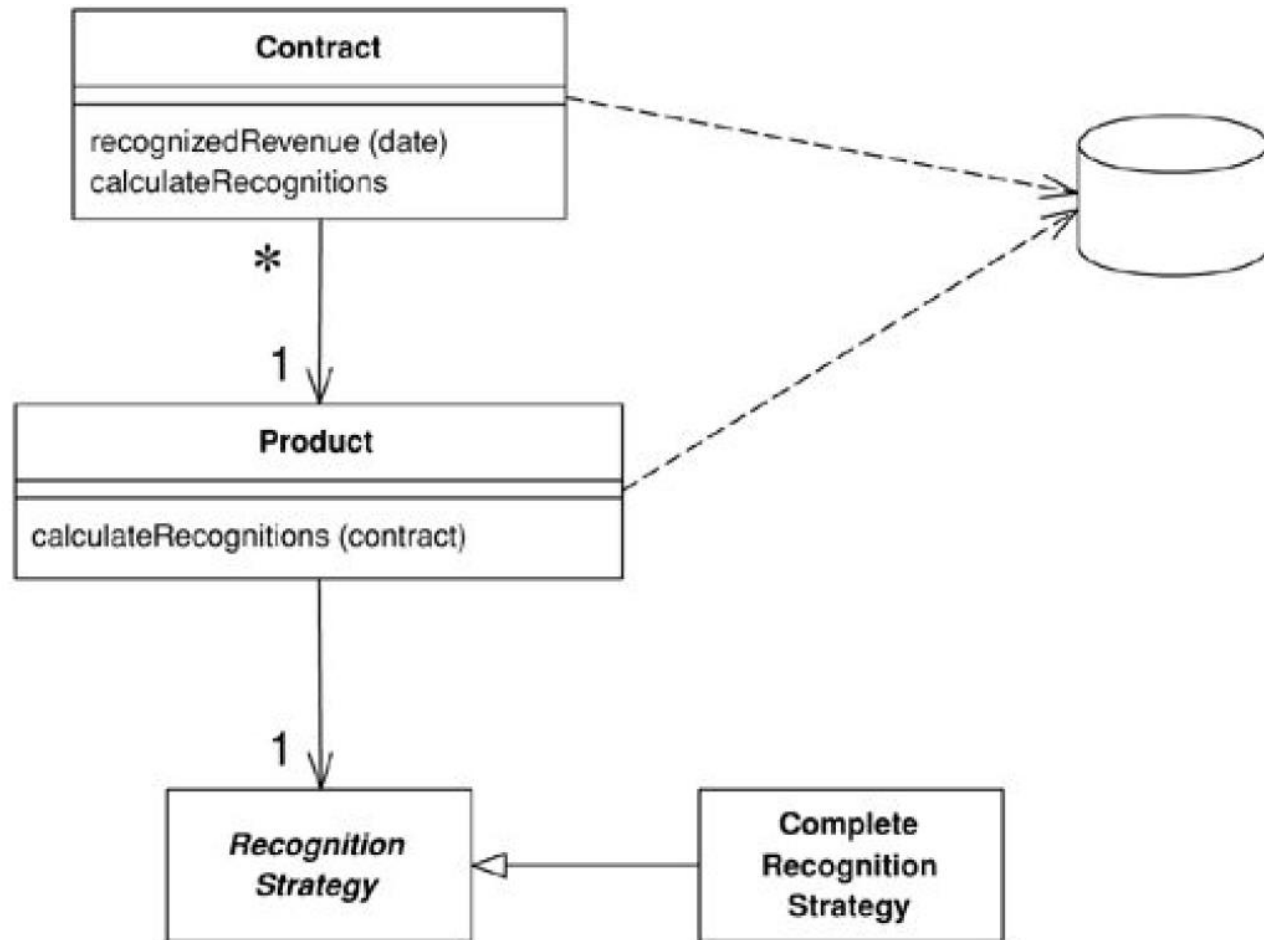 Contract
recognizedRevenue (date)
calculateRecognitions
*
1
Product
calculateRecognitions (contract)
1
Recognition
Strategy
Complete
Recognition
Strategy